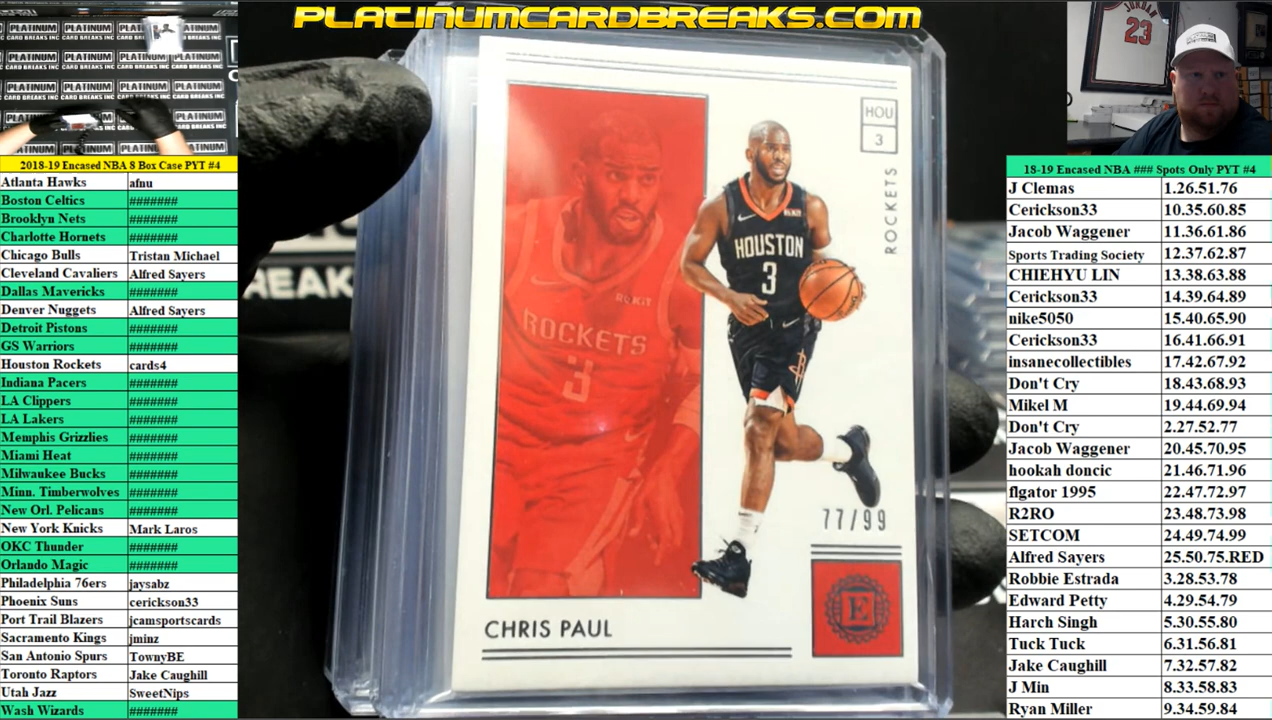 PLATINUMCARDBREAKS.COM
PLATINUM
CARD BREAKS INC
JORDAN
23
2018-19 Encased NBA 8 Box Case PYT #4
Atlanta Hawks afnu
Boston Celtics #######
Brooklyn Nets #######
Charlotte Hornets #######
Chicago Bulls Tristan Michael
Cleveland Cavaliers Alfred Sayers
Dallas Mavericks #######
Denver Nuggets Alfred Sayers
Detroit Pistons #######
GS Warriors #######
Houston Rockets cards4
Indiana Pacers #######
LA Clippers #######
LA Lakers #######
Memphis Grizzlies #######
Miami Heat #######
Milwaukee Bucks #######
Minn. Timberwolves #######
New Orl. Pelicans #######
New York Knicks Mark Laros
OKC Thunder #######
Orlando Magic #######
Philadelphia 76ers jaysabz
Phoenix Suns cerickson33
Port Trail Blazers jcamsportscards
Sacramento Kings jminz
San Antonio Spurs TownyBE
Toronto Raptors Jake Caughill
Utah Jazz SweetNips
Wash Wizards #######
HOU
3
ROCKETS
ROKiT
ROCKETS
3
HOUSTON
3
77/99
E
CHRIS PAUL
BREAK
18-19 Encased NBA ### Spots Only PYT #4
J Clemas 1.26.51.76
Cerickson33 10.35.60.85
Jacob Waggener 11.36.61.86
Sports Trading Society 12.37.62.87
CHIEHYU LIN 13.38.63.88
Cerickson33 14.39.64.89
nike5050 15.40.65.90
Cerickson33 16.41.66.91
insanecollectibles 17.42.67.92
Don't Cry 18.43.68.93
Mikel M 19.44.69.94
Don't Cry 2.27.52.77
Jacob Waggener 20.45.70.95
hookah doncic 21.46.71.96
flgator 1995 22.47.72.97
R2RO 23.48.73.98
SETCOM 24.49.74.99
Alfred Sayers 25.50.75.RED
Robbie Estrada 3.28.53.78
Edward Petty 4.29.54.79
Harch Singh 5.30.55.80
Tuck Tuck 6.31.56.81
Jake Caughill 7.32.57.82
J Min 8.33.58.83
Ryan Miller 9.34.59.84